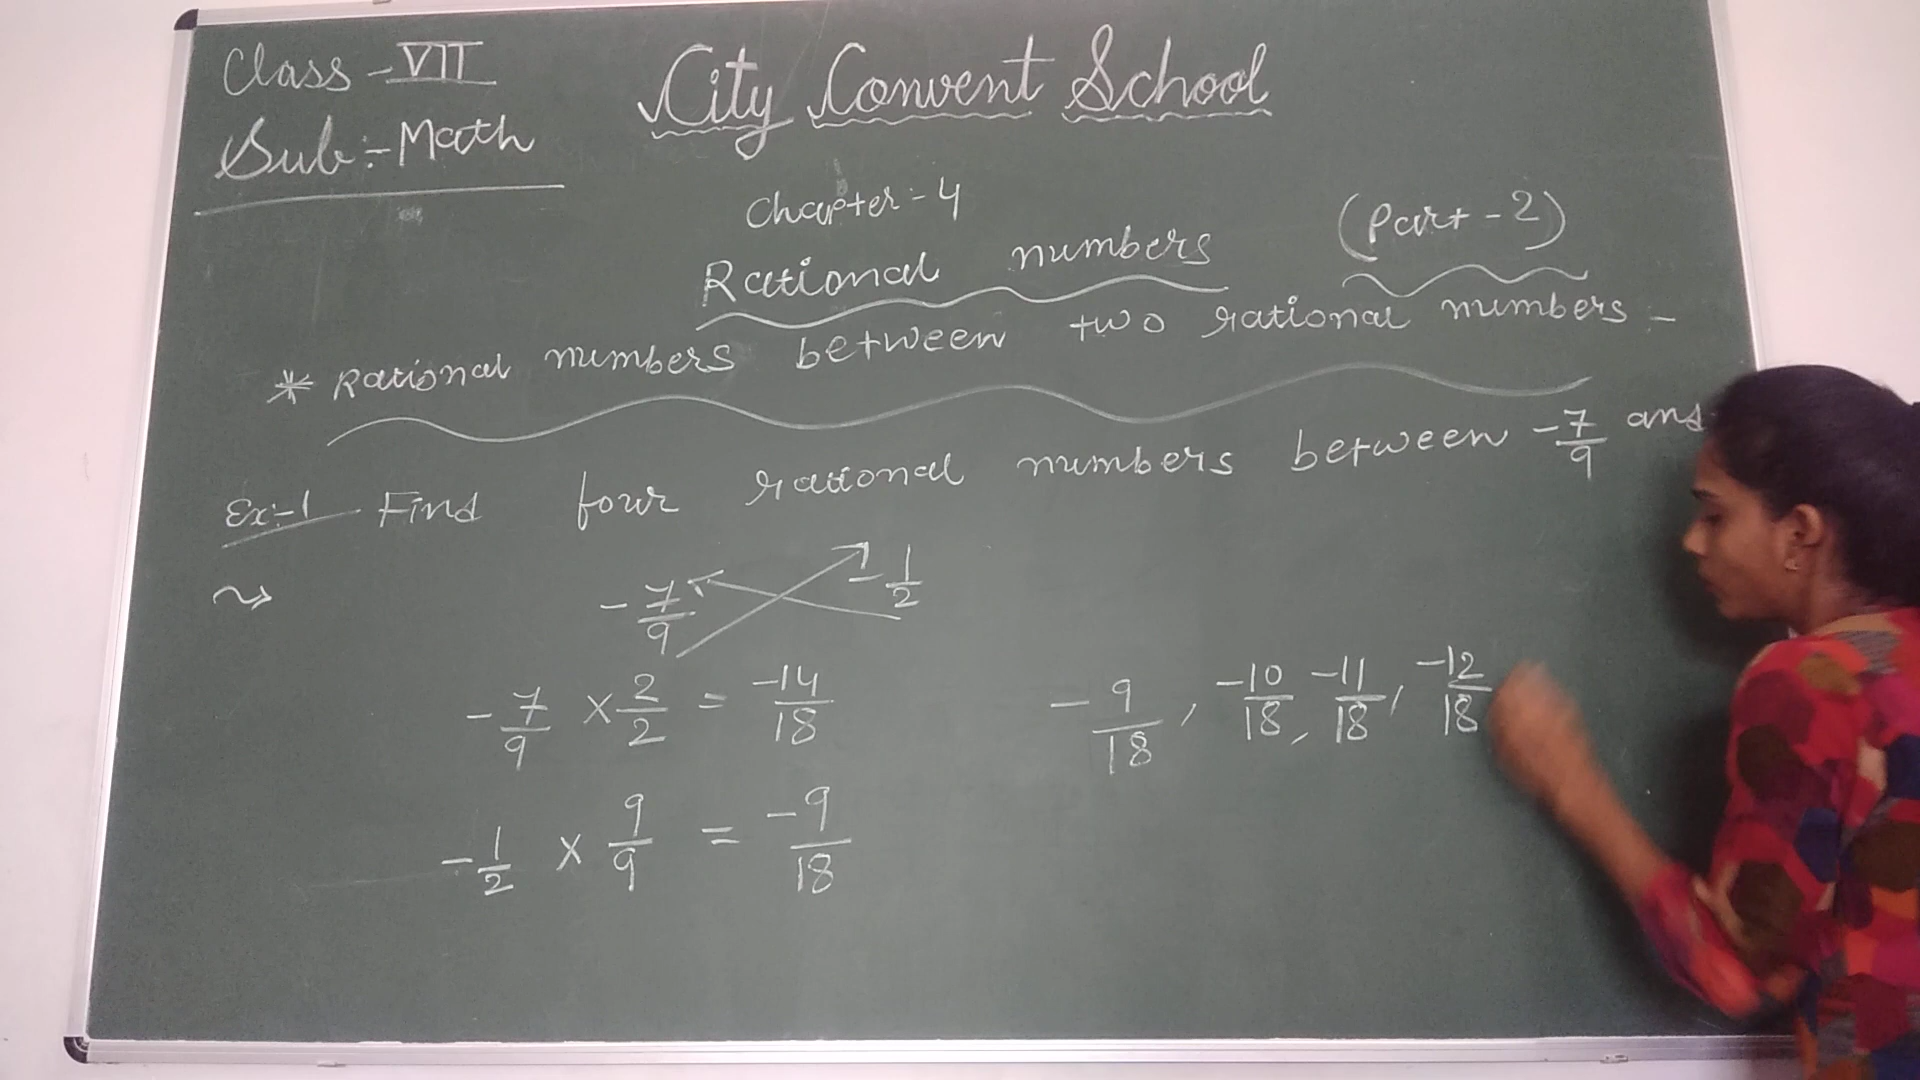 Class - VII
Sub:- Math
City Convent School
Chapter:- 4
Rational numbers (Part - 2)
* Rational numbers between two rational numbers -
Ex:-1 Find four rational numbers between -7/9 and
-7/9 -1/2
-7/9 × 2/2 = -14/18
-9/18, -10/18, -11/18, -12/18
-1/2 × 9/9 = -9/18